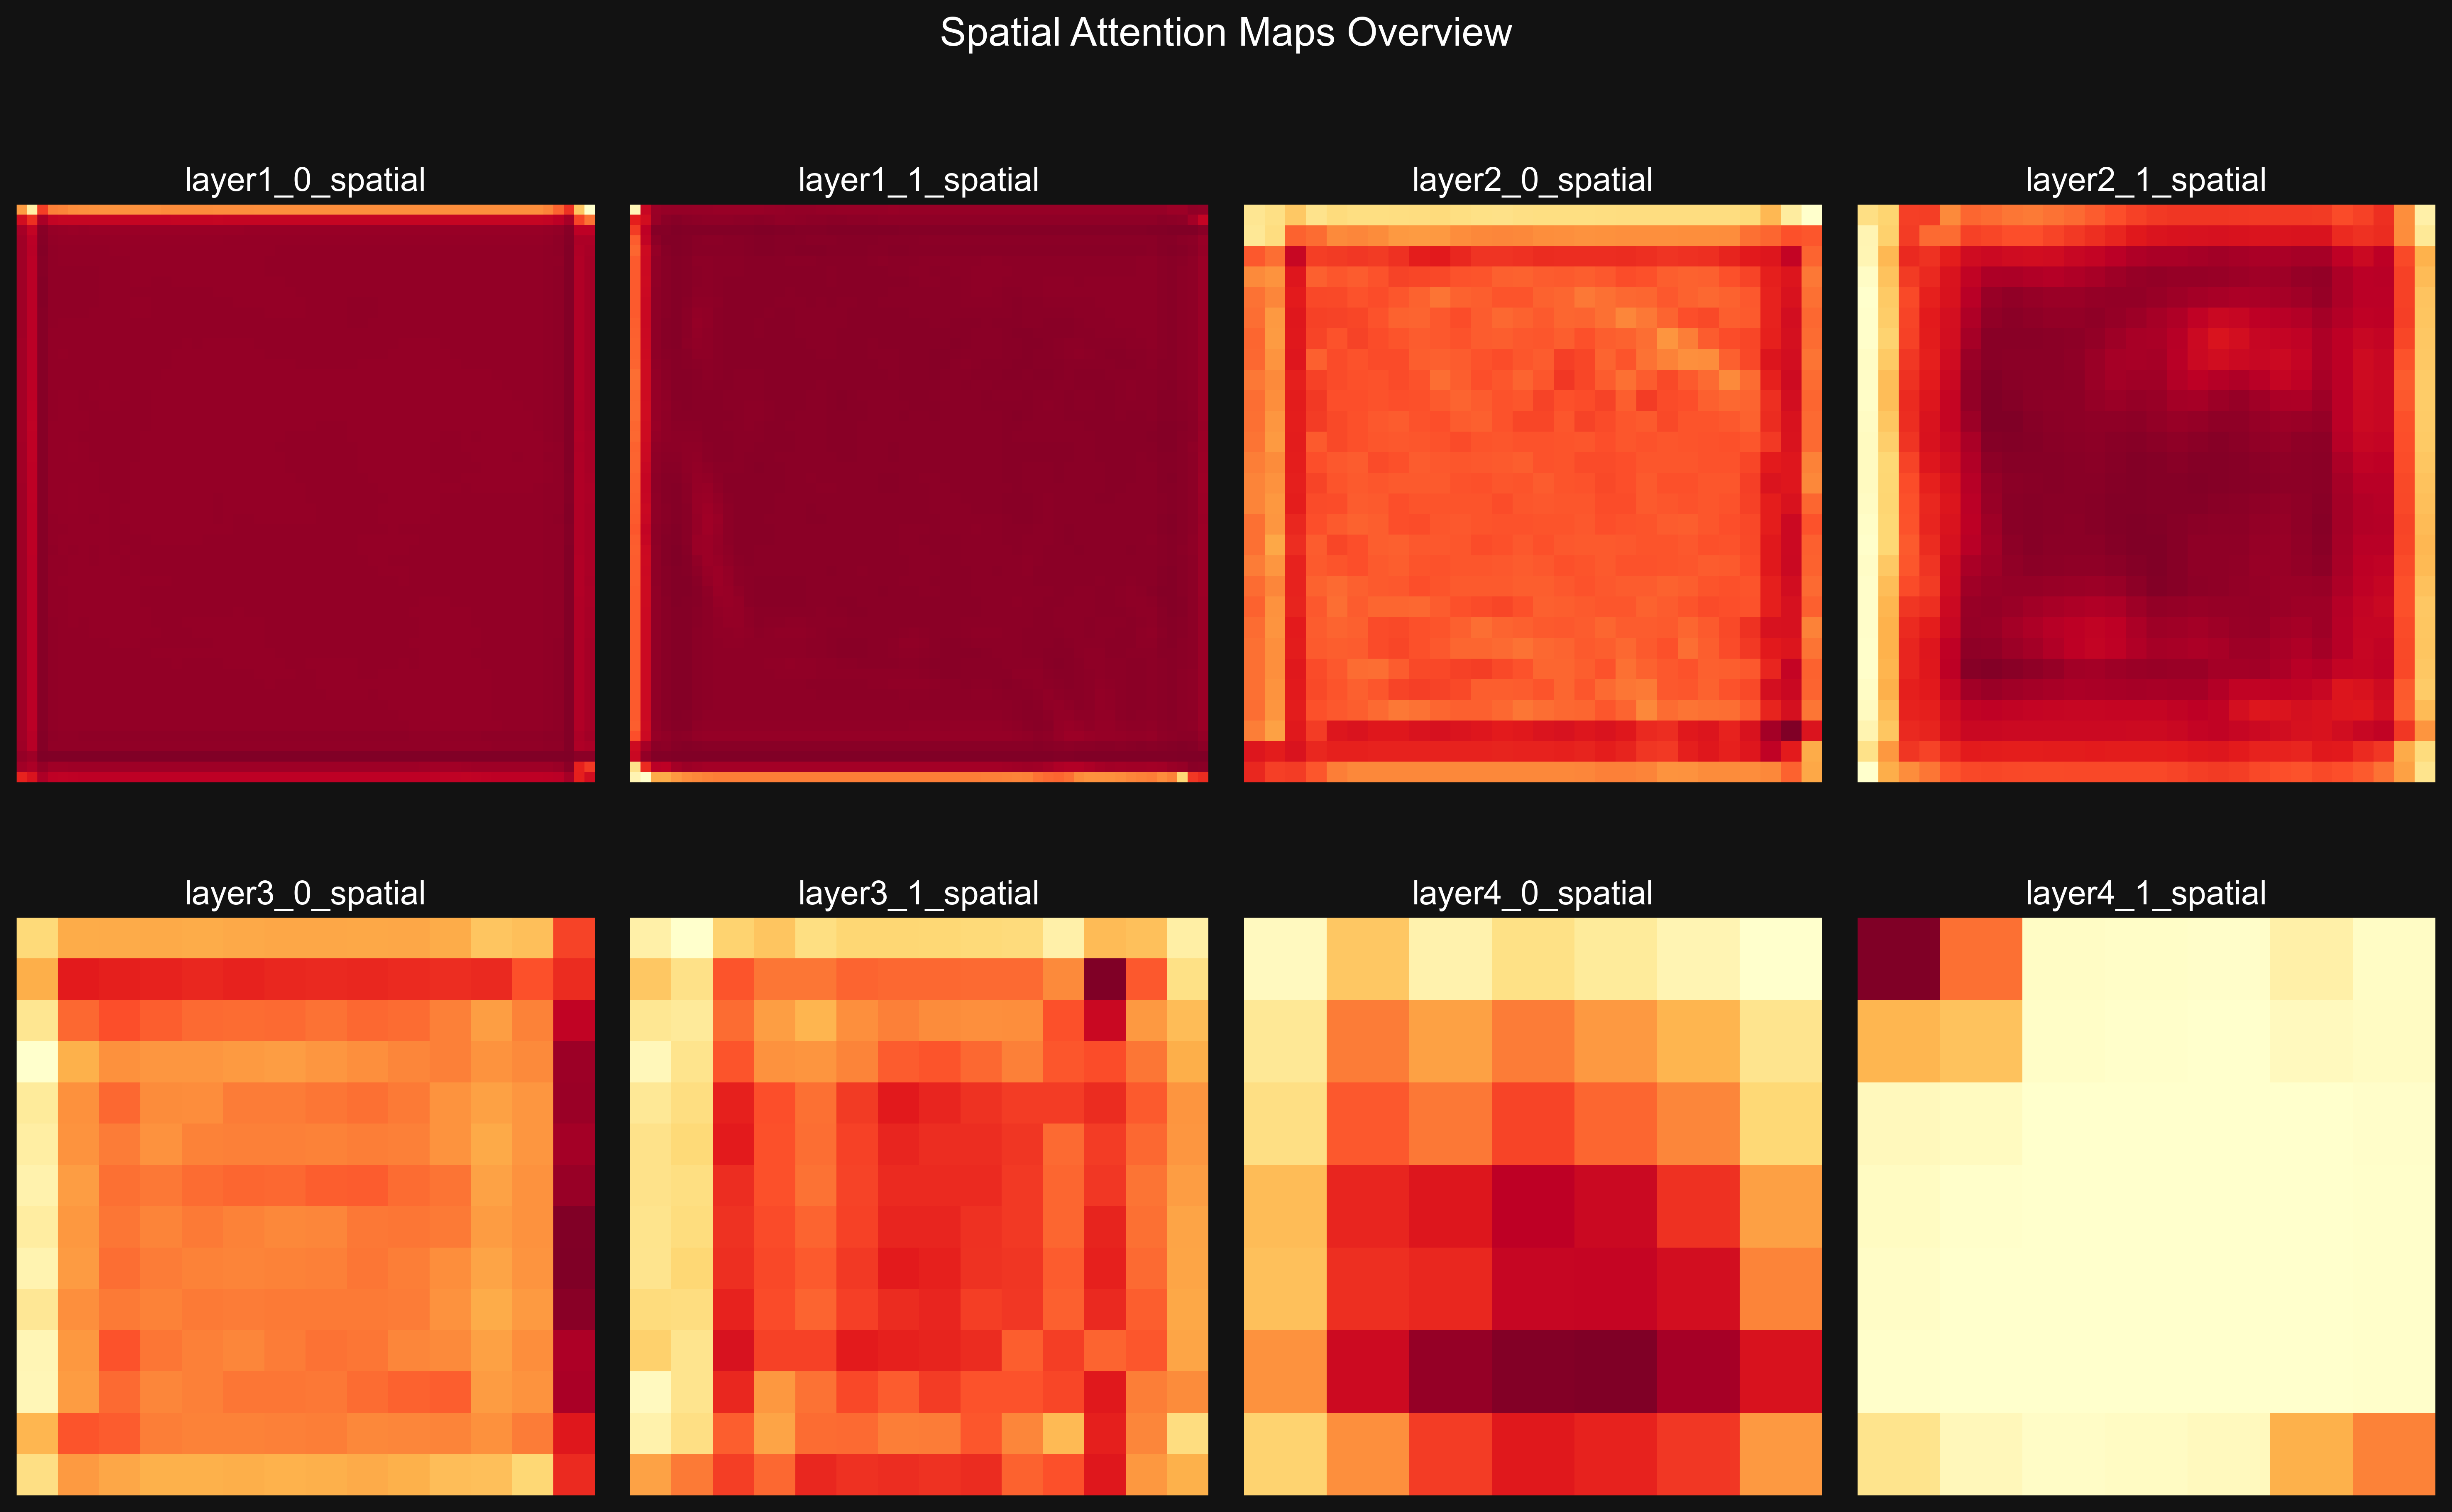 Spatial Attention Maps Overview
layer1_0_spatial
layer1_1_spatial
layer2_0_spatial
layer2_1_spatial
layer3_0_spatial
layer3_1_spatial
layer4_0_spatial
layer4_1_spatial